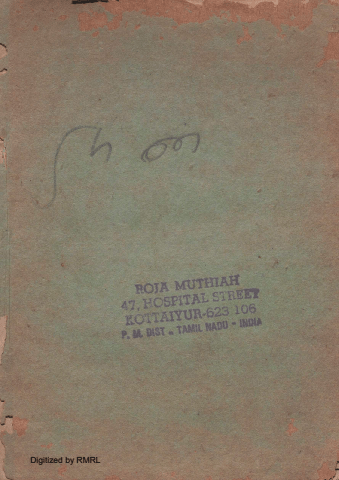 ROJA MUTHIAH
47, HOSPITAL STREET
KOTTAIYUR-623 106
P. M. DIST - TAMIL NADU - INDIA
Digitized by RMRL